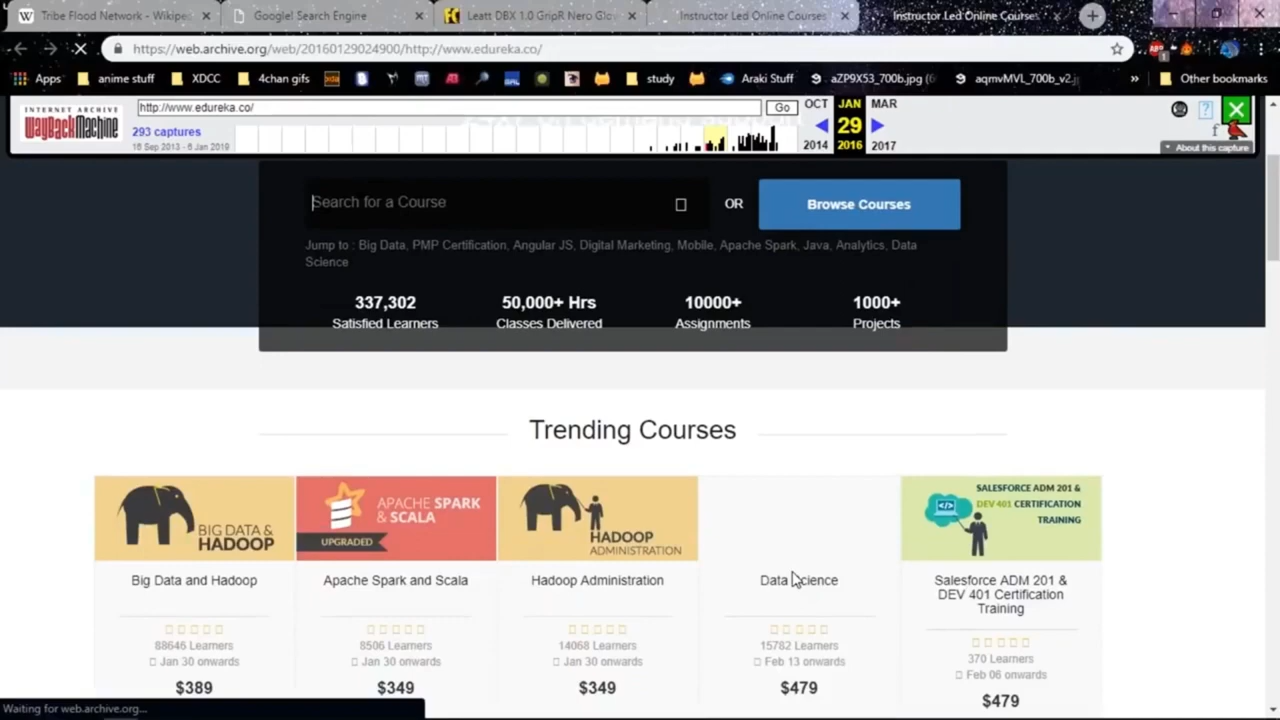 Tribe Flood Network - Wikipe
Google! Search Engine
Leatt DBX 1.0 GripR Nero Glov
Instructor Led Online Courses
Instructor Led Online Courses
https://web.archive.org/web/20160129024900/http://www.edureka.co/
Apps
anime stuff
XDCC
4chan gifs
study
Araki Stuff
aZP9X53_700b.jpg (6
aqmvMVL_700b_v2.j
Other bookmarks
INTERNET ARCHIVE
WayBackMachine
http://www.edureka.co/
Go
OCT
JAN
MAR
293 captures
16 Sep 2013 - 6 Jan 2019
29
2014
2016
2017
About this capture
Search for a Course
OR
Browse Courses
Jump to : Big Data, PMP Certification, Angular JS, Digital Marketing, Mobile, Apache Spark, Java, Analytics, Data
Science
337,302
50,000+ Hrs
10000+
1000+
Satisfied Learners
Classes Delivered
Assignments
Projects
Trending Courses
BIG DATA &
HADOOP
APACHE SPARK
& SCALA
UPGRADED
HADOOP
ADMINISTRATION
SALESFORCE ADM 201 &
DEV 401 CERTIFICATION
TRAINING
Big Data and Hadoop
Apache Spark and Scala
Hadoop Administration
Data Science
Salesforce ADM 201 &
DEV 401 Certification
Training
88646 Learners
8506 Learners
14068 Learners
15782 Learners
370 Learners
Jan 30 onwards
Jan 30 onwards
Jan 30 onwards
Feb 13 onwards
Feb 06 onwards
$389
$349
$349
$479
$479
Waiting for web.archive.org...